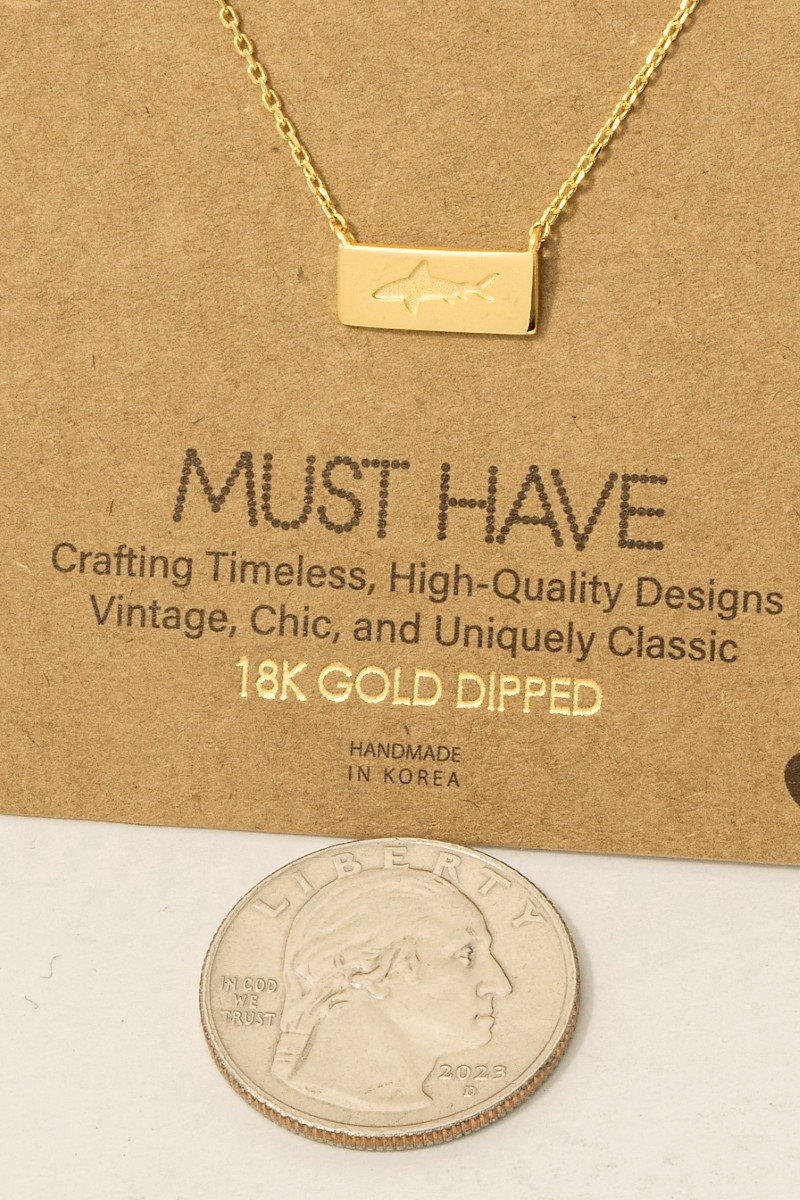 MUST HAVE
Crafting Timeless, High-Quality Designs
Vintage, Chic, and Uniquely Classic
18K GOLD DIPPED
HANDMADE
IN KOREA
LIBERTY
IN GOD
WE
TRUST
2023
D